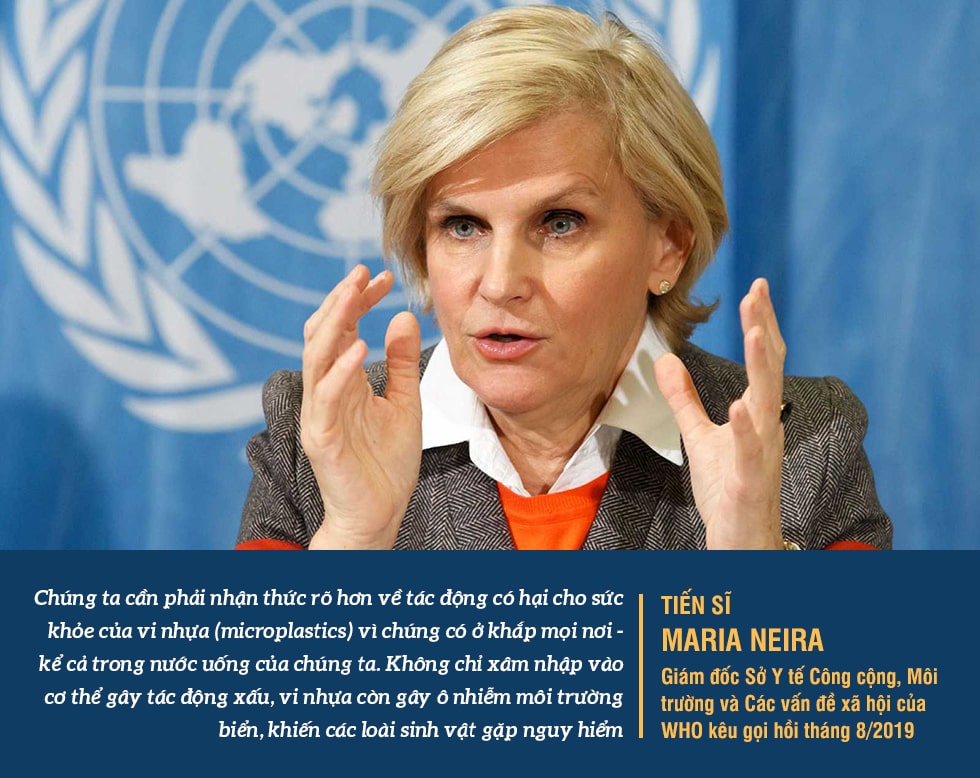 Chúng ta cần phải nhận thức rõ hơn về tác động có hại cho sức
khỏe của vi nhựa (microplastics) vì chúng có ở khắp mọi nơi -
kể cả trong nước uống của chúng ta. Không chỉ xâm nhập vào
cơ thể gây tác động xấu, vi nhựa còn gây ô nhiễm môi trường
biển, khiến các loài sinh vật gặp nguy hiểm
TIẾN SĨ
MARIA NEIRA
Giám đốc Sở Y tế Công cộng, Môi
trường và Các vấn đề xã hội của
WHO kêu gọi hồi tháng 8/2019